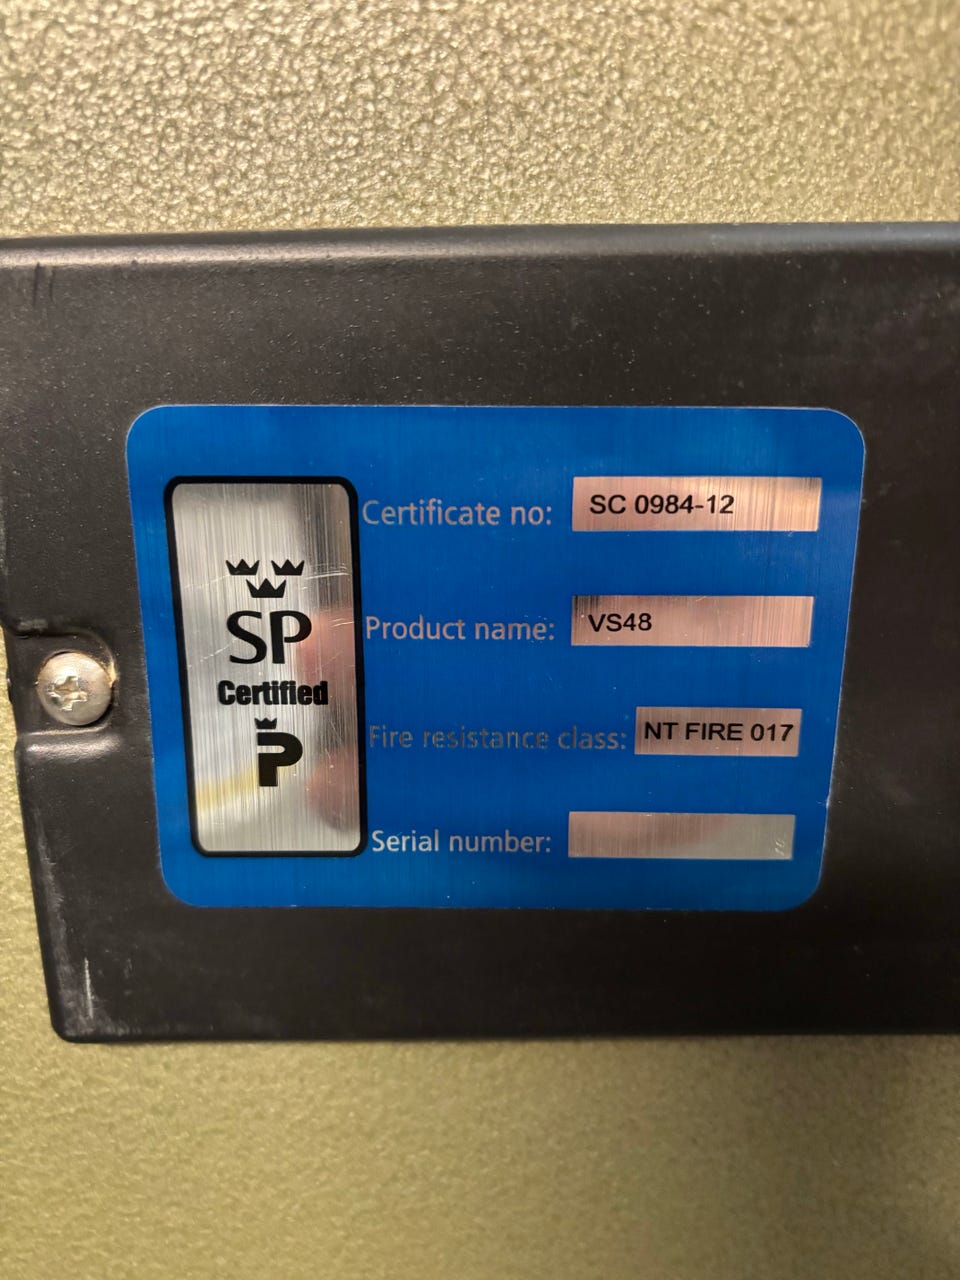 SP
Certified
P
Certificate no: SC 0984-12
Product name: VS48
Fire resistance class: NT FIRE 017
Serial number: